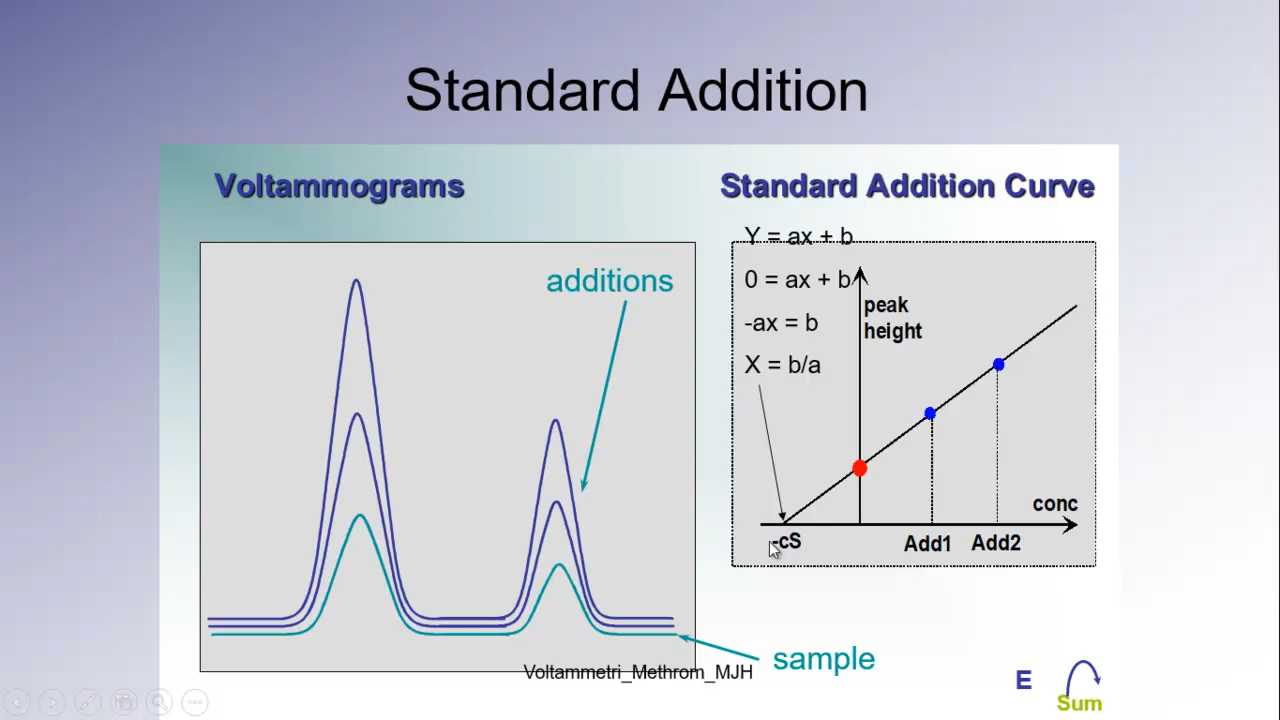 Standard Addition
Voltammograms
additions
sample
Standard Addition Curve
Y = ax + b
0 = ax + b
-ax = b
X = b/a
peak
height
conc
-cS
Add1
Add2
Voltammetri_Methrom_MJH
E
Sum